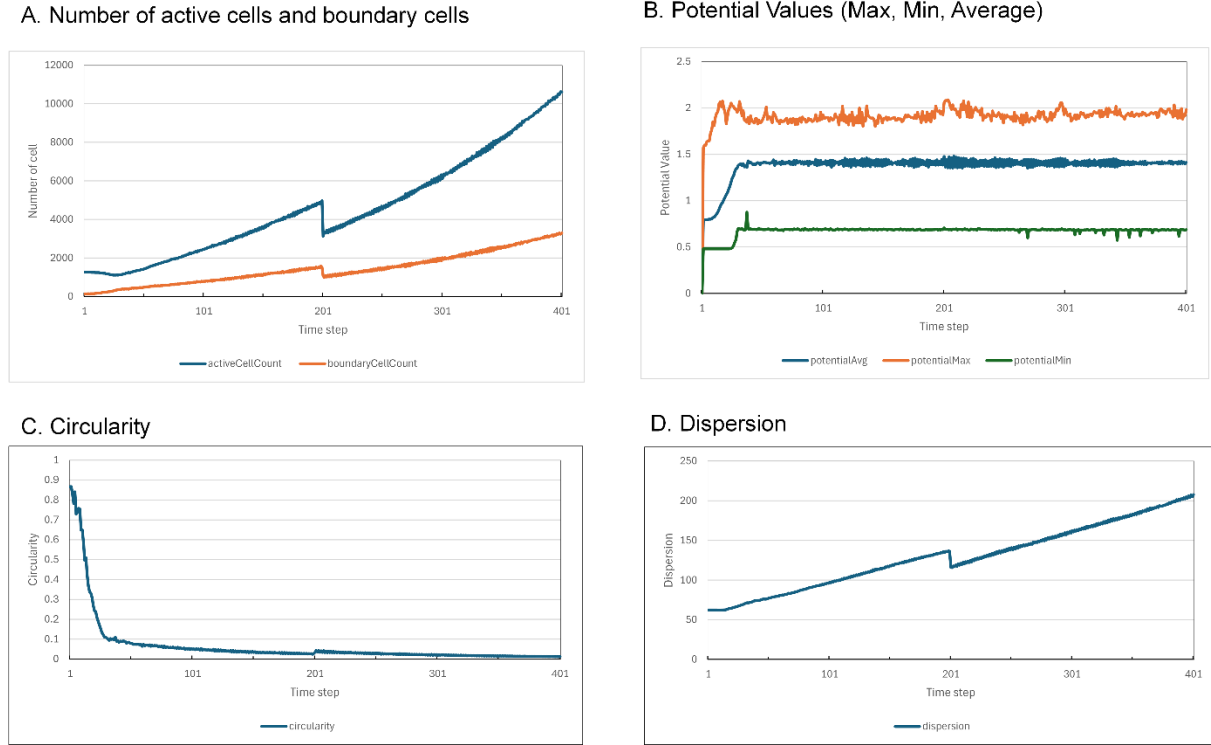 A. Number of active cells and boundary cells
12000
10000
8000
6000
4000
2000
0
Number of cell
1
101
201
301
401
Time step
activeCellCount
boundaryCellCount
B. Potential Values (Max, Min, Average)
2.5
2
1.5
1
0.5
0
Potential Value
1
101
201
301
401
Time step
potentialAvg
potentialMax
potentialMin
C. Circularity
1
0.9
0.8
0.7
0.6
0.5
0.4
0.3
0.2
0.1
0
Circularity
1
101
201
301
401
Time step
circularity
D. Dispersion
250
200
150
100
50
0
Dispersion
1
101
201
301
401
Time step
dispersion